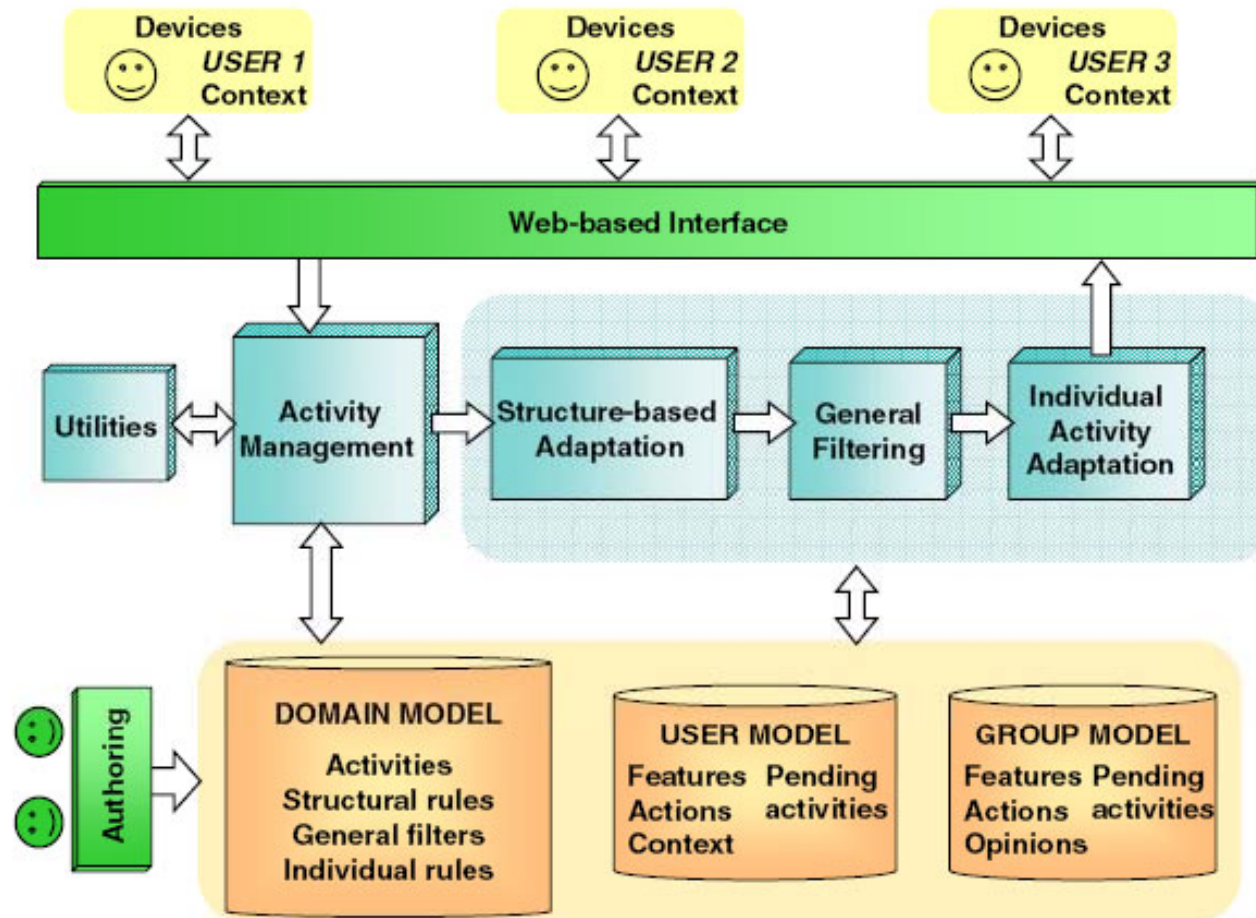 Devices
USER 1
Context
Devices
USER 2
Context
Devices
USER 3
Context
Web-based Interface
Utilities
Activity
Management
Structure-based
Adaptation
General
Filtering
Individual
Activity
Adaptation
Authoring
DOMAIN MODEL
Activities
Structural rules
General filters
Individual rules
USER MODEL
Features Pending
Actions activities
Context
GROUP MODEL
Features Pending
Actions activities
Opinions